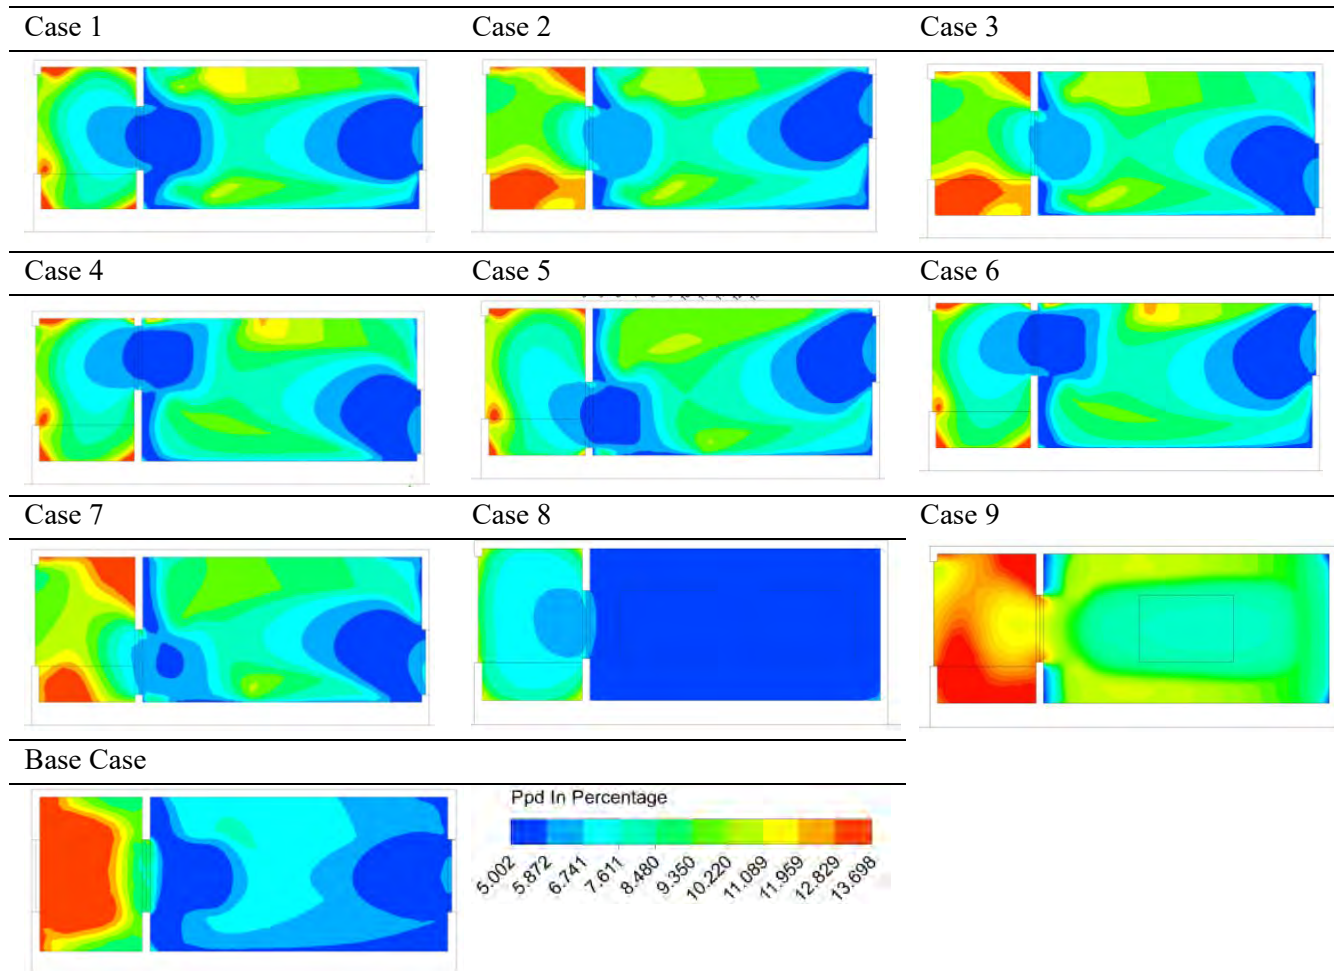 Case 1
Case 2
Case 3
Case 4
Case 5
Case 6
Case 7
Case 8
Case 9
Base Case
Ppd In Percentage
5.002 5.872 6.741 7.611 8.480 9.350 10.220 11.089 11.959 12.829 13.698